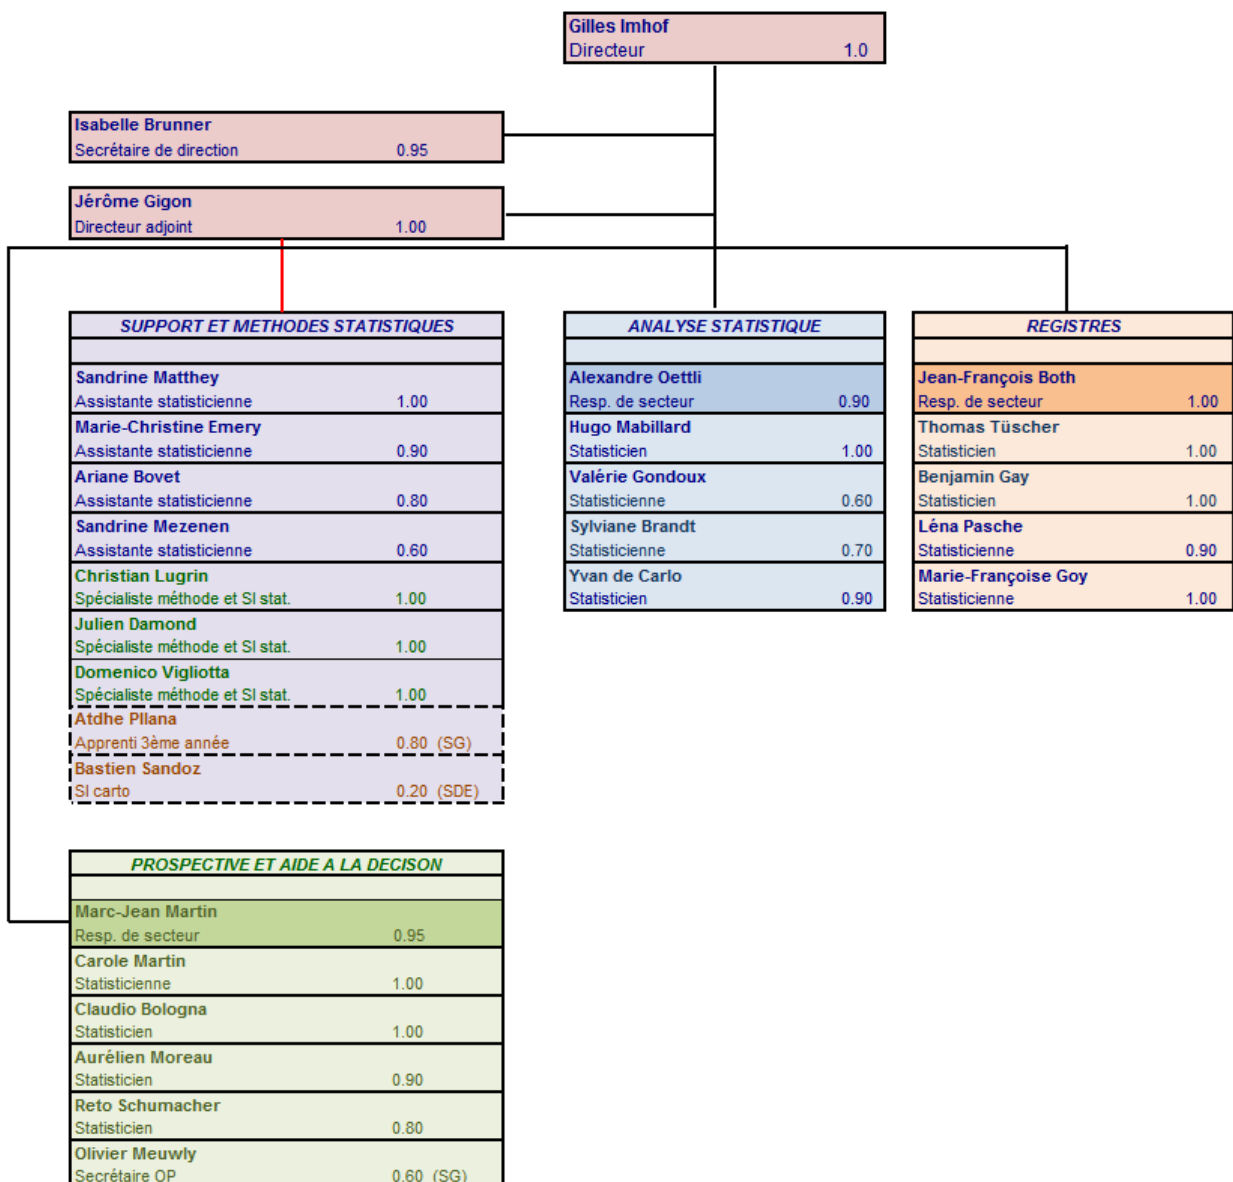 Gilles Imhof
Directeur 1.0
Isabelle Brunner
Secrétaire de direction 0.95
Jérôme Gigon
Directeur adjoint 1.00
SUPPORT ET METHODES STATISTIQUES
Sandrine Matthey
Assistante statisticienne 1.00
Marie-Christine Emery
Assistante statisticienne 0.90
Ariane Bovet
Assistante statisticienne 0.80
Sandrine Mezenen
Assistante statisticienne 0.60
Christian Lugrin
Spécialiste méthode et SI stat. 1.00
Julien Damond
Spécialiste méthode et SI stat. 1.00
Domenico Vigliotta
Spécialiste méthode et SI stat. 1.00
Atdhe Pllana
Apprenti 3ème année 0.80 (SG)
Bastien Sandoz
SI carto 0.20 (SDE)
ANALYSE STATISTIQUE
Alexandre Oettli
Resp. de secteur 0.90
Hugo Mabillard
Statisticien 1.00
Valérie Gondoux
Statisticienne 0.60
Sylviane Brandt
Statisticienne 0.70
Yvan de Carlo
Statisticien 0.90
REGISTRES
Jean-François Both
Resp. de secteur 1.00
Thomas Tüscher
Statisticien 1.00
Benjamin Gay
Statisticien 1.00
Léna Pasche
Statisticienne 0.90
Marie-Françoise Goy
Statisticienne 1.00
PROSPECTIVE ET AIDE A LA DECISON
Marc-Jean Martin
Resp. de secteur 0.95
Carole Martin
Statisticienne 1.00
Claudio Bologna
Statisticien 1.00
Aurélien Moreau
Statisticien 0.90
Reto Schumacher
Statisticien 0.80
Olivier Meuwly
Secrétaire OP 0.60 (SG)